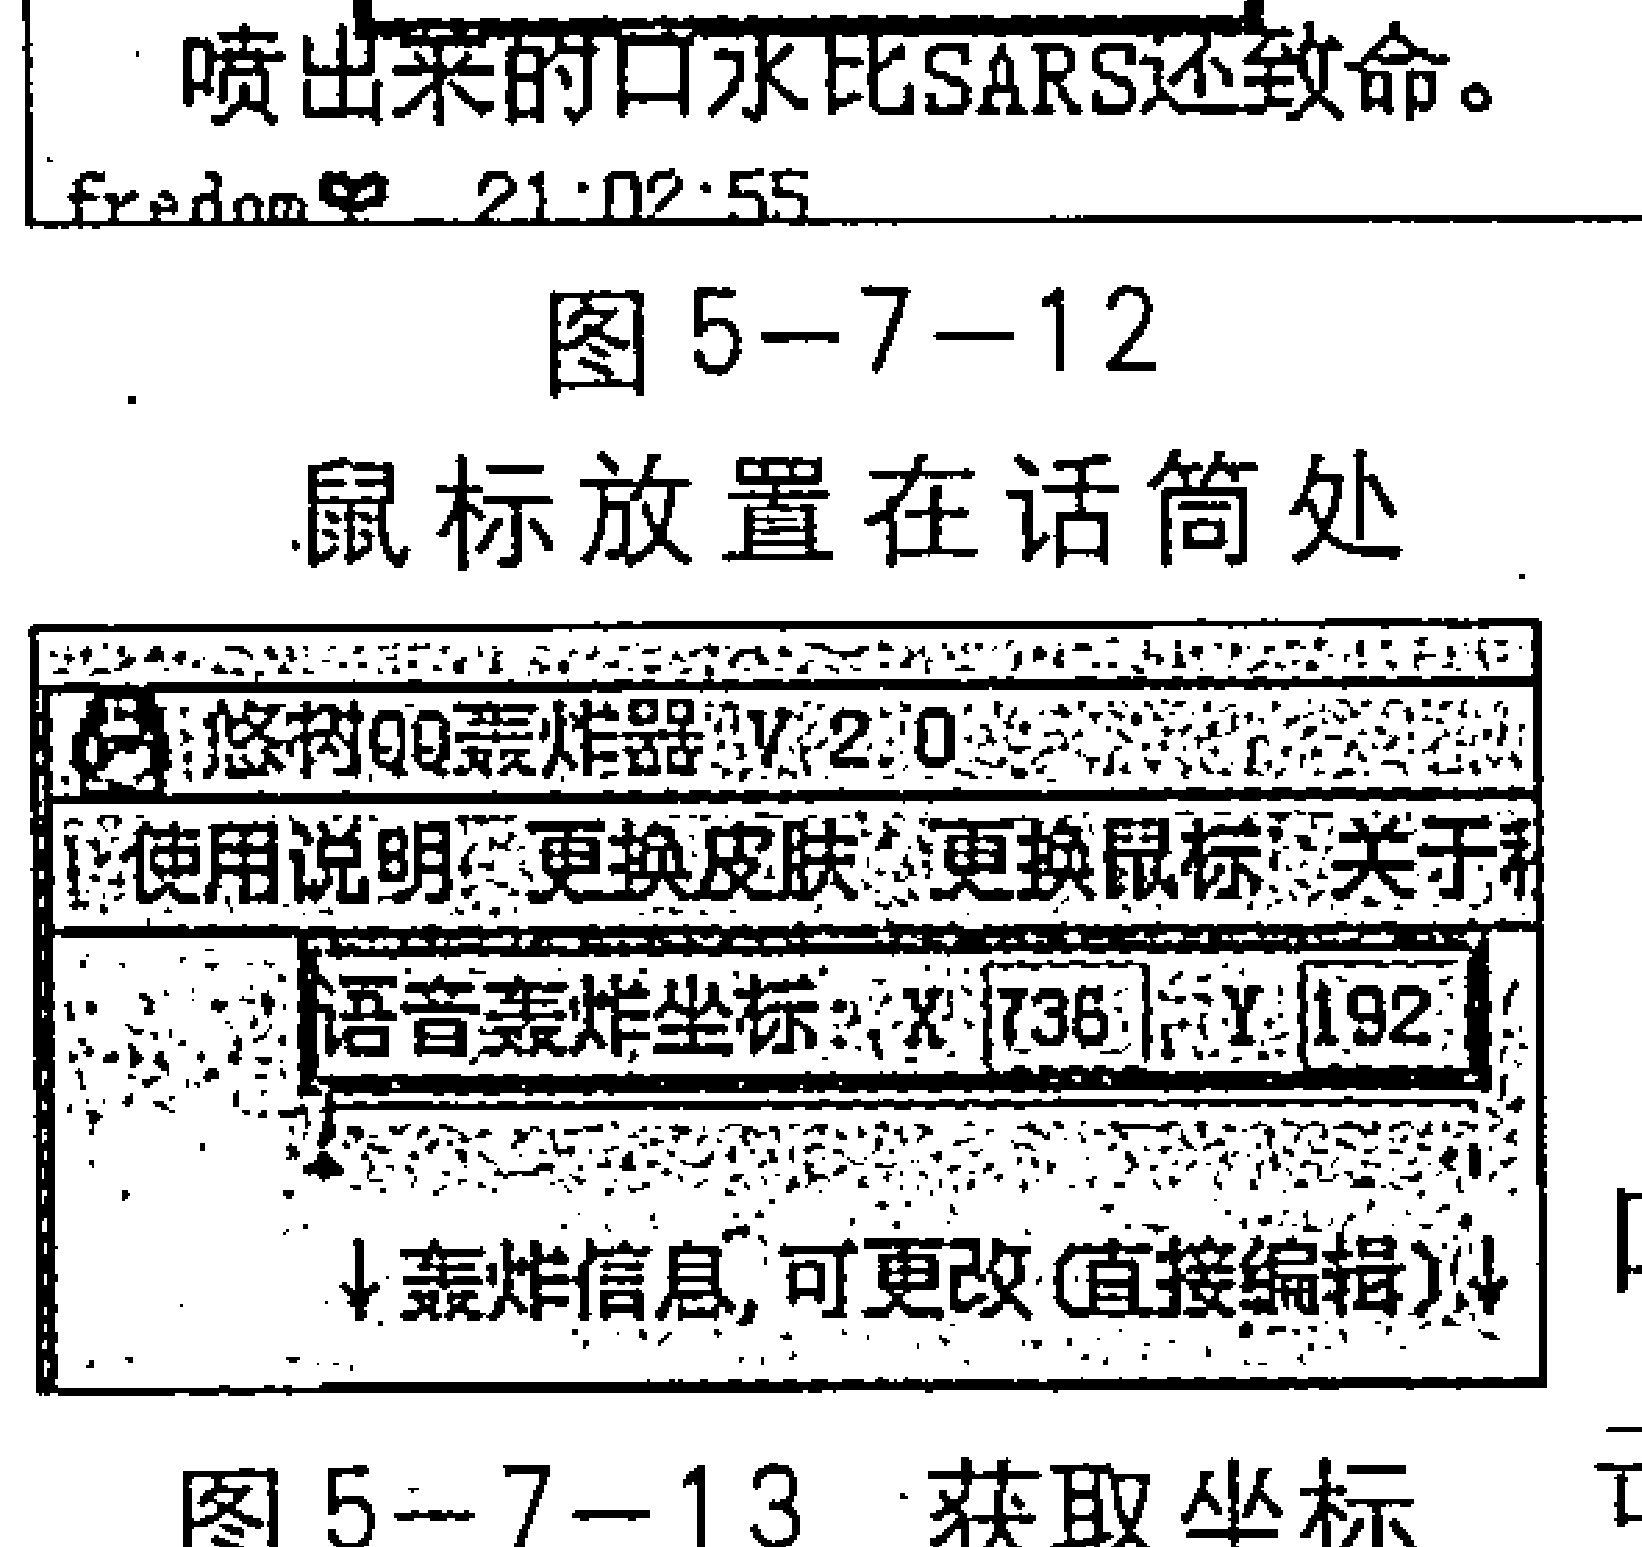 喷出来的口水比SARS还致命。
fredom 21:02:55
图5-7-12
鼠标放置在话筒处
悠树QQ轰炸器 V2.0
使用说明 更换皮肤 更换鼠标 关于
语音轰炸坐标: X 736 Y 192
↓轰炸信息,可更改(直接编辑)↓
图5-7-13 获取坐标